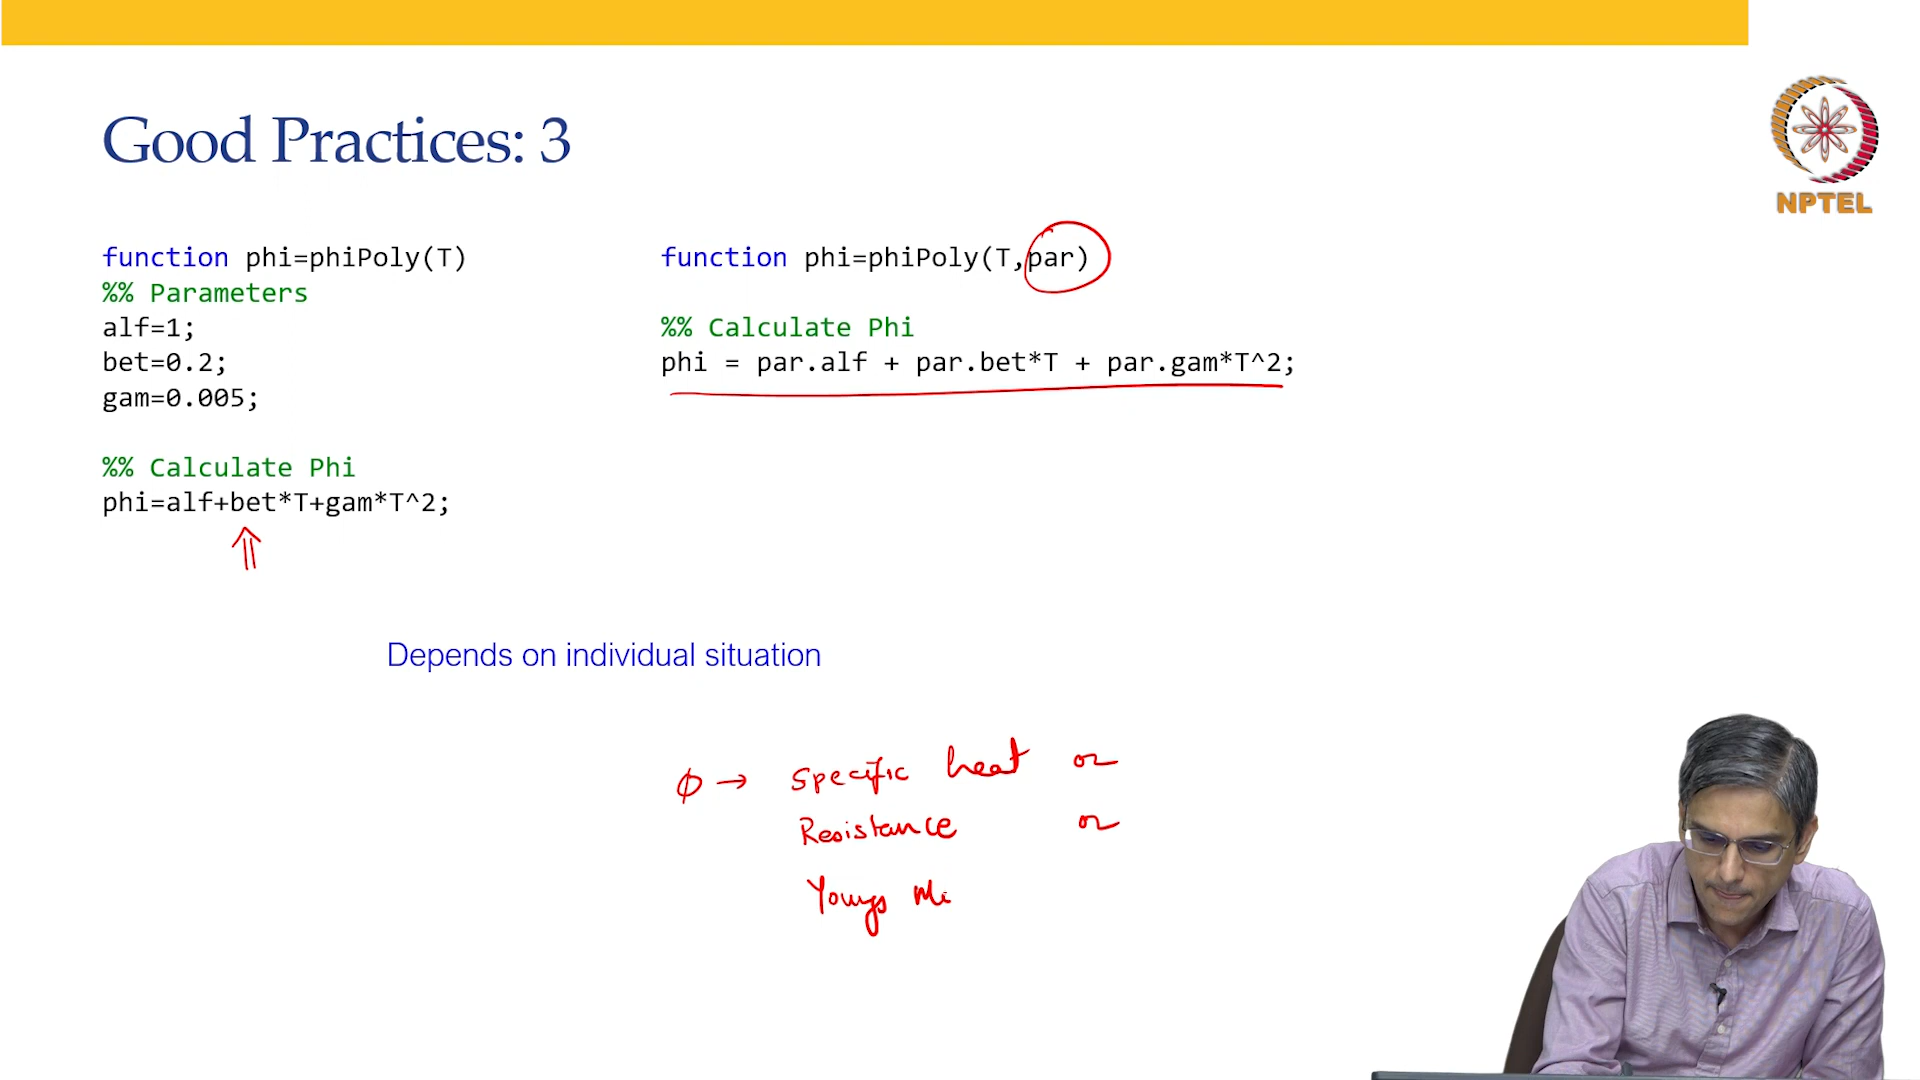 Good Practices: 3
NPTEL
function phi=phiPoly(T)
%% Parameters
alf=1;
bet=0.2;
gam=0.005;
%% Calculate Phi
phi=alf+bet*T+gam*T^2;
function phi=phiPoly(T,par)
%% Calculate Phi
phi = par.alf + par.bet*T + par.gam*T^2;
Depends on individual situation
φ → Specific heat or
Resistance or
Youngs